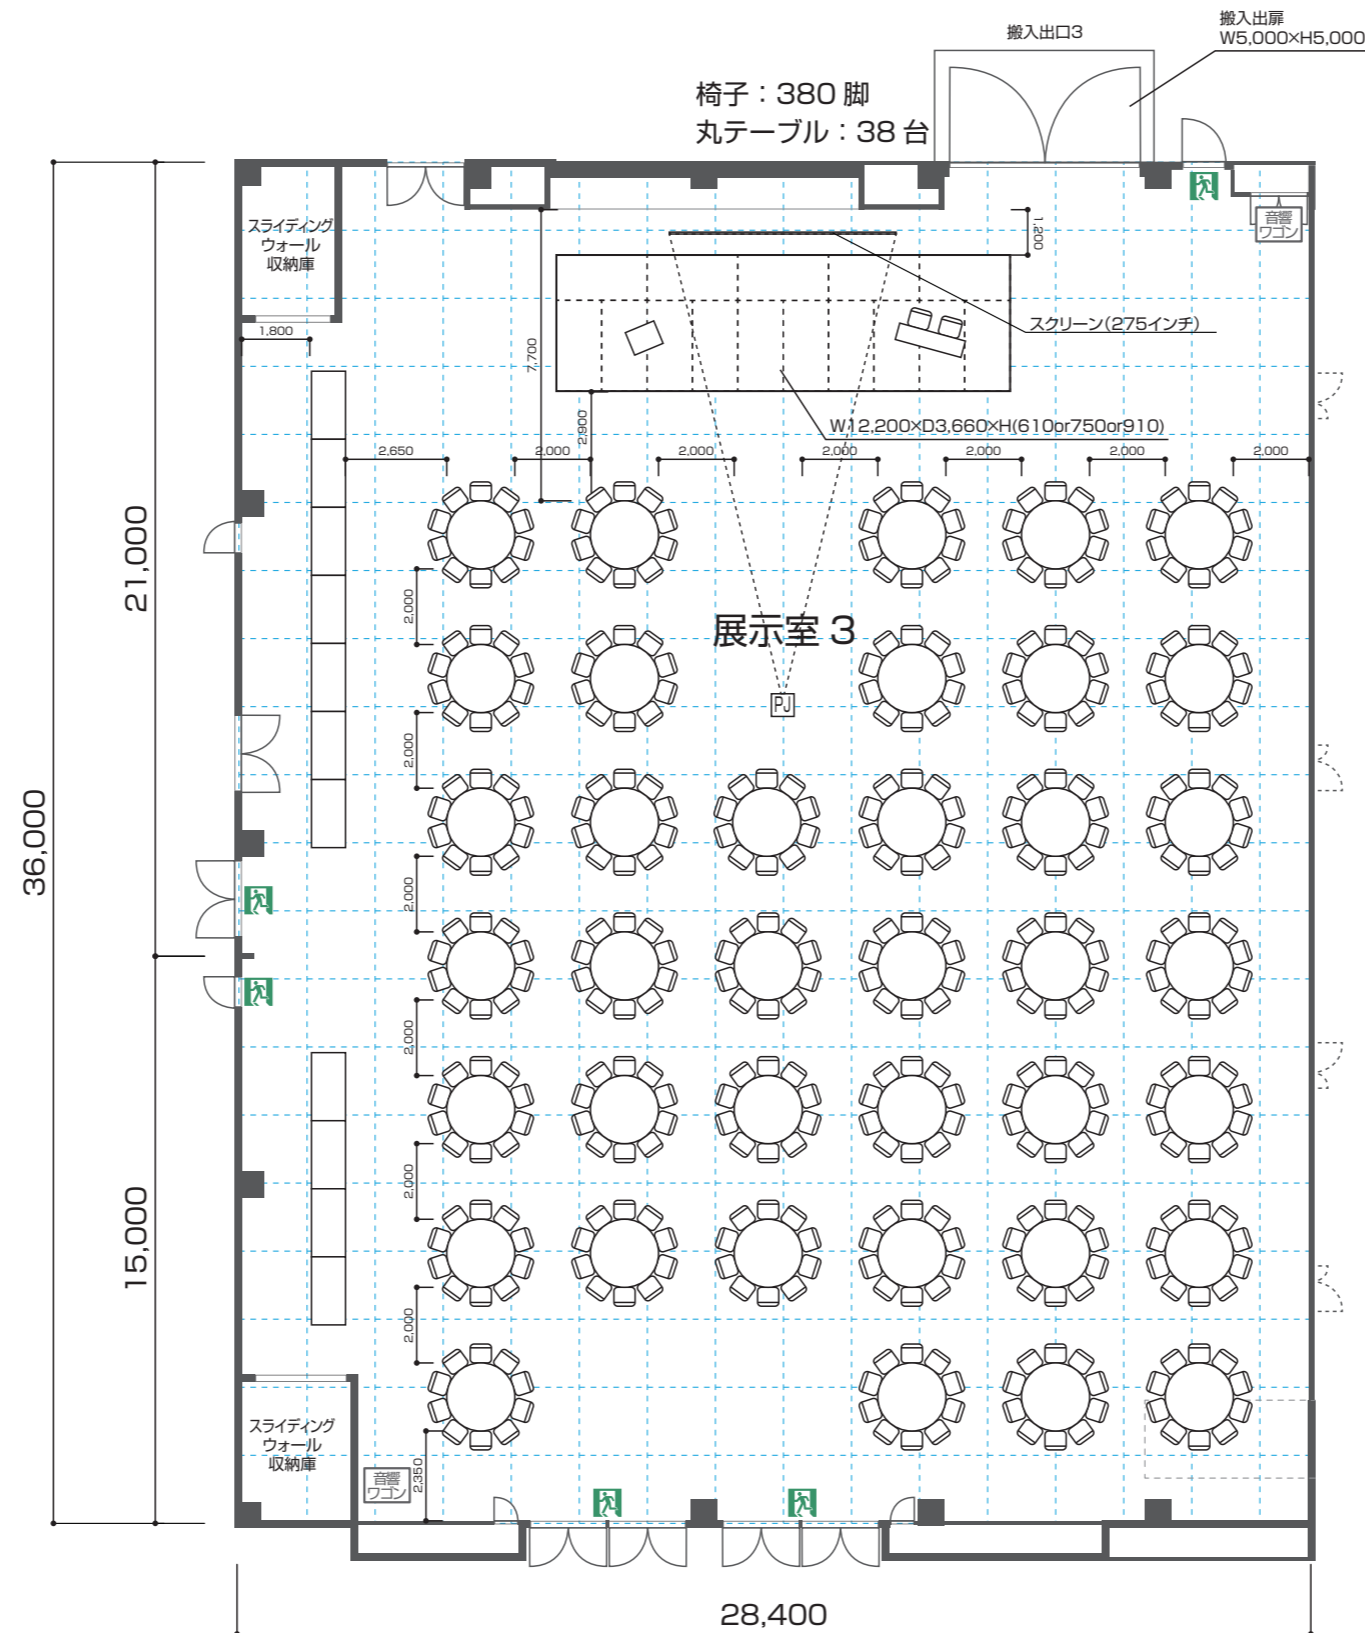 搬入出口3
搬入出扉
W5,000×H5,000
椅子：380 脚
丸テーブル：38 台
スライディング
ウォール
収納庫
音響
ワゴン
1,200
1,800
7,700
スクリーン(275インチ)
2,900
W12,200×D3,660×H(610or750or910)
2,650
2,000
2,000
2,000
2,000
2,000
2,000
21,000
2,000
展示室 3
PJ
2,000
36,000
2,000
2,000
2,000
15,000
2,000
スライディング
ウォール
収納庫
音響
ワゴン
2,350
28,400